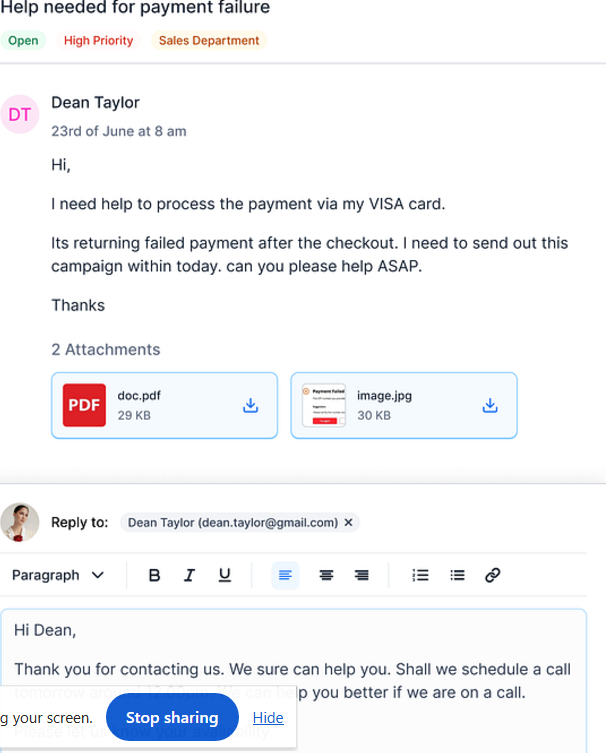 Help needed for payment failure
Open High Priority Sales Department
DT
Dean Taylor
23rd of June at 8 am
Hi,
I need help to process the payment via my VISA card.
Its returning failed payment after the checkout. I need to send out this
campaign within today. can you please help ASAP.
Thanks
2 Attachments
PDF doc.pdf
29 KB
Payment Failed
image.jpg
30 KB
Reply to: Dean Taylor (dean.taylor@gmail.com) ×
Paragraph B I U
Hi Dean,
Thank you for contacting us. We sure can help you. Shall we schedule a call
tomorrow can help you better if we are on a call.
g your screen. Stop sharing Hide